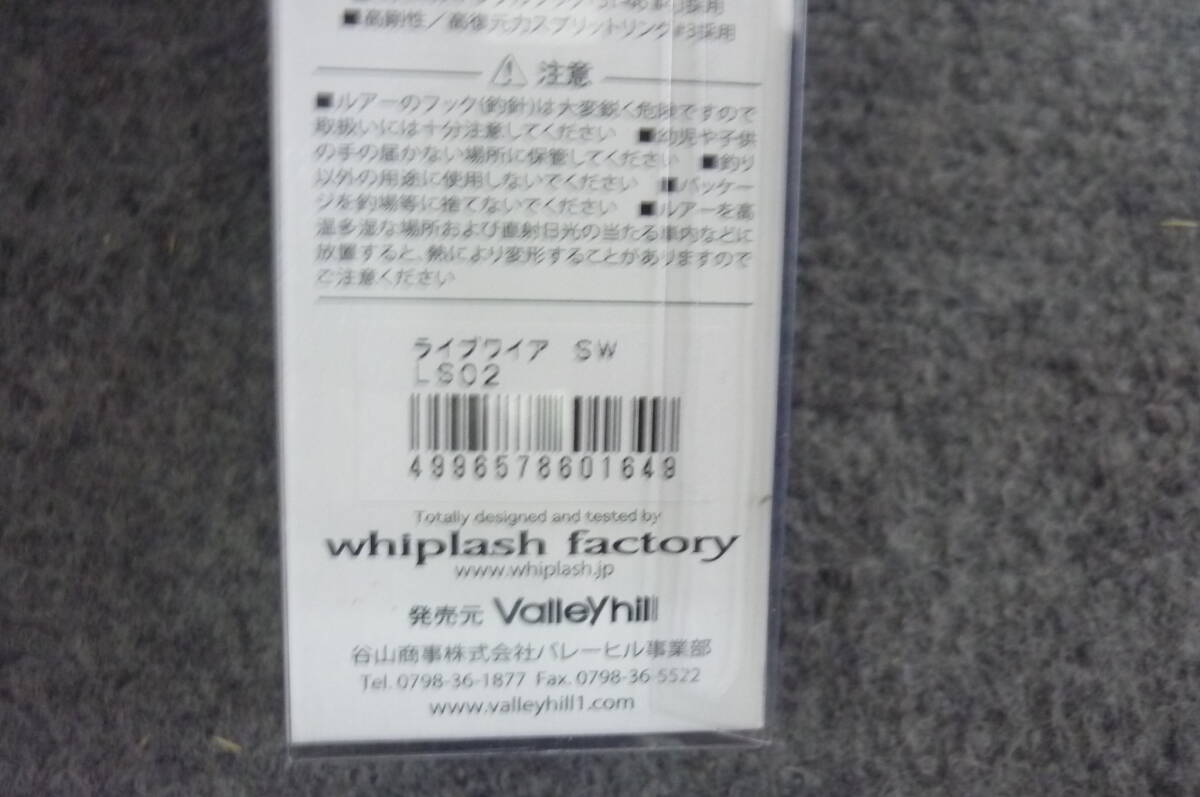 ■高剛性／高復元力スプリットリング#3採用
注意
■ルアーのフック(釣針)は大変鋭く危険ですので
取扱いには十分注意してください ■幼児や子供
の手の届かない場所に保管してください ■釣り
以外の用途に使用しないでください ■パッケー
ジを釣場等に捨てないでください ■ルアーを高
温多湿な場所および直射日光の当たる車内などに
放置すると、熱により変形することがありますので
ご注意ください
ライブワイア SW
LS02
4996578601649
Totally designed and tested by
whiplash factory
www.whiplash.jp
発売元 Valleyhill
谷山商事株式会社バレーヒル事業部
Tel. 0798-36-1877 Fax. 0798-36-5522
www.valleyhill1.com